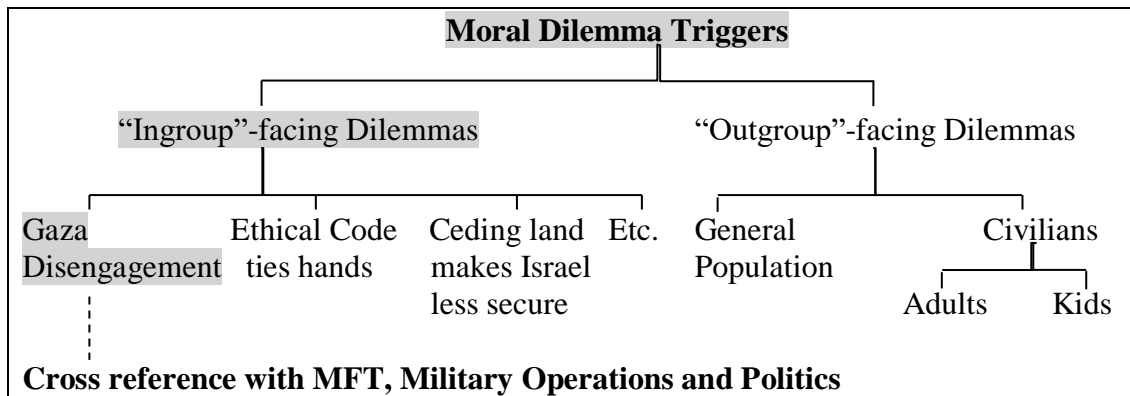 Moral Dilemma Triggers
“Ingroup”-facing Dilemmas
“Outgroup”-facing Dilemmas
Gaza
Disengagement
Ethical Code
ties hands
Ceding land
makes Israel
less secure
Etc.
General
Population
Civilians
Adults
Kids
Cross reference with MFT, Military Operations and Politics